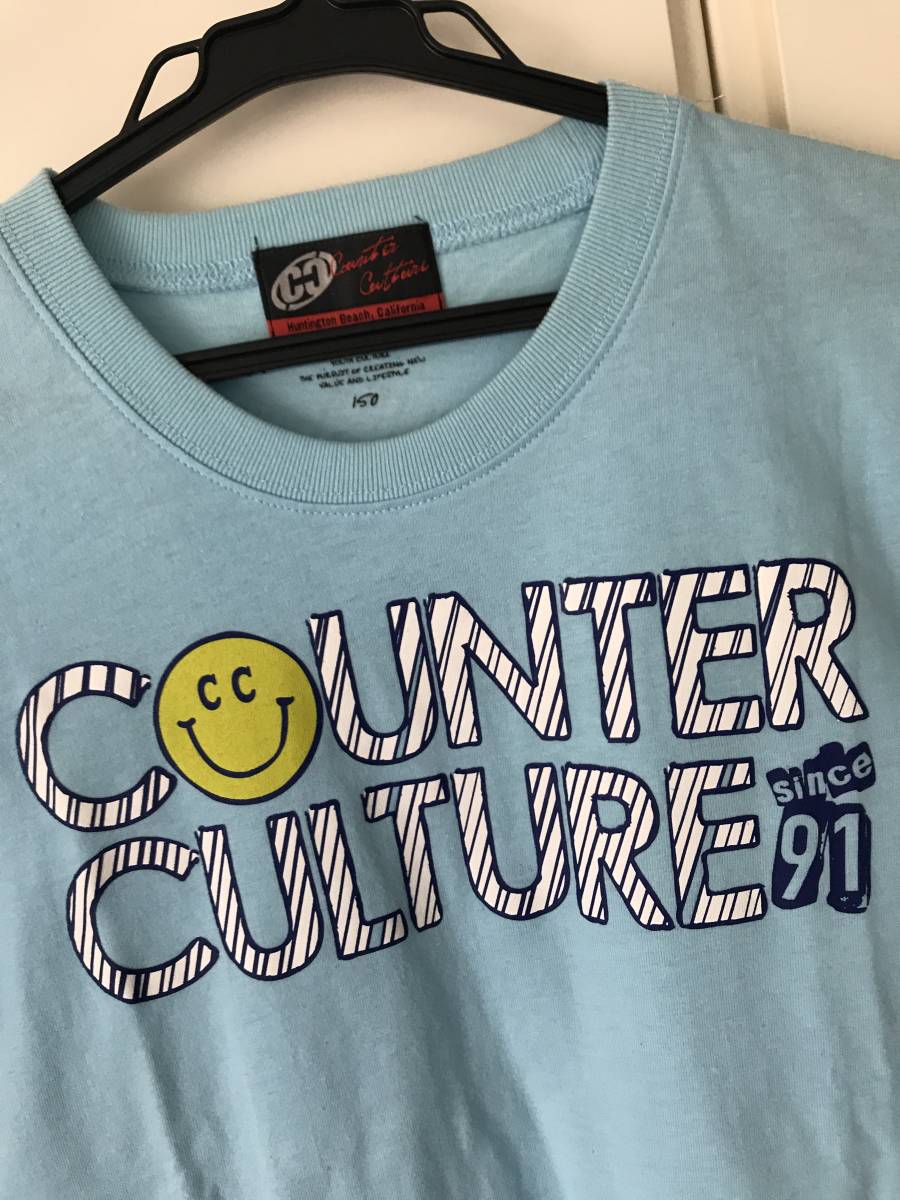 CC Counter
Culture
Huntington Beach, California
YOUTH CULTURE
THE PURSUIT OF CREATING NEW
VALUE AND LIFESTYLE
150
COUNTER
CC
CULTURE
since
91